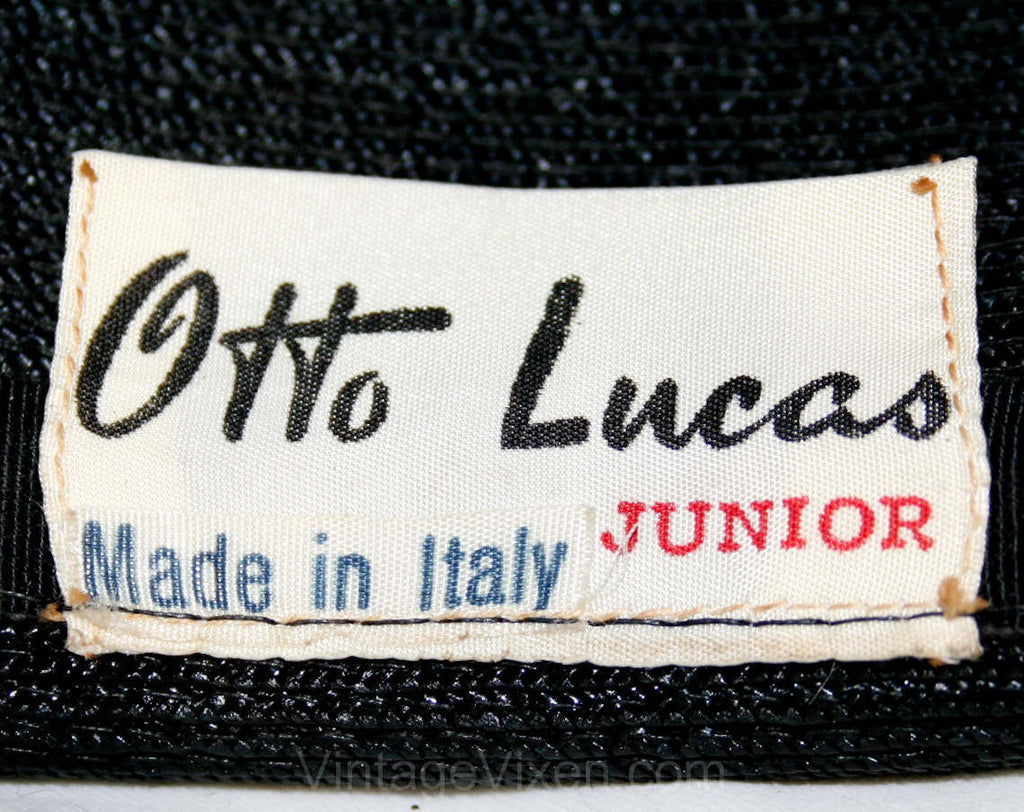 Otto Lucas
JUNIOR
Made in Italy
VintageVixen.com